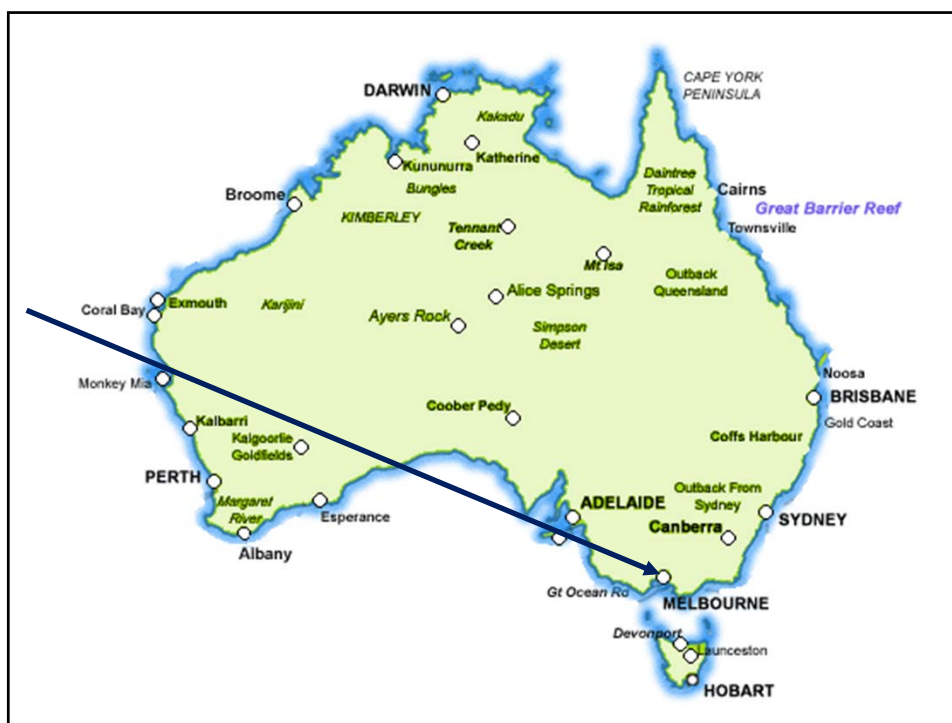 CAPE YORK
PENINSULA
DARWIN
Kakadu
Katherine
Kununurra
Bungles
Daintree
Tropical
Rainforest
Cairns
Broome
Great Barrier Reef
KIMBERLEY
Tennant
Creek
Townsville
Mt Isa
Outback
Queensland
Alice Springs
Exmouth
Karijini
Coral Bay
Ayers Rock
Simpson
Desert
Noosa
Monkey Mia
BRISBANE
Coober Pedy
Gold Coast
Kalbarri
Kalgoorlie
Goldfields
Coffs Harbour
PERTH
Outback From
Sydney
Margaret
River
ADELAIDE
Esperance
SYDNEY
Canberra
Albany
Gt Ocean Rd
MELBOURNE
Devonport
Launceston
HOBART